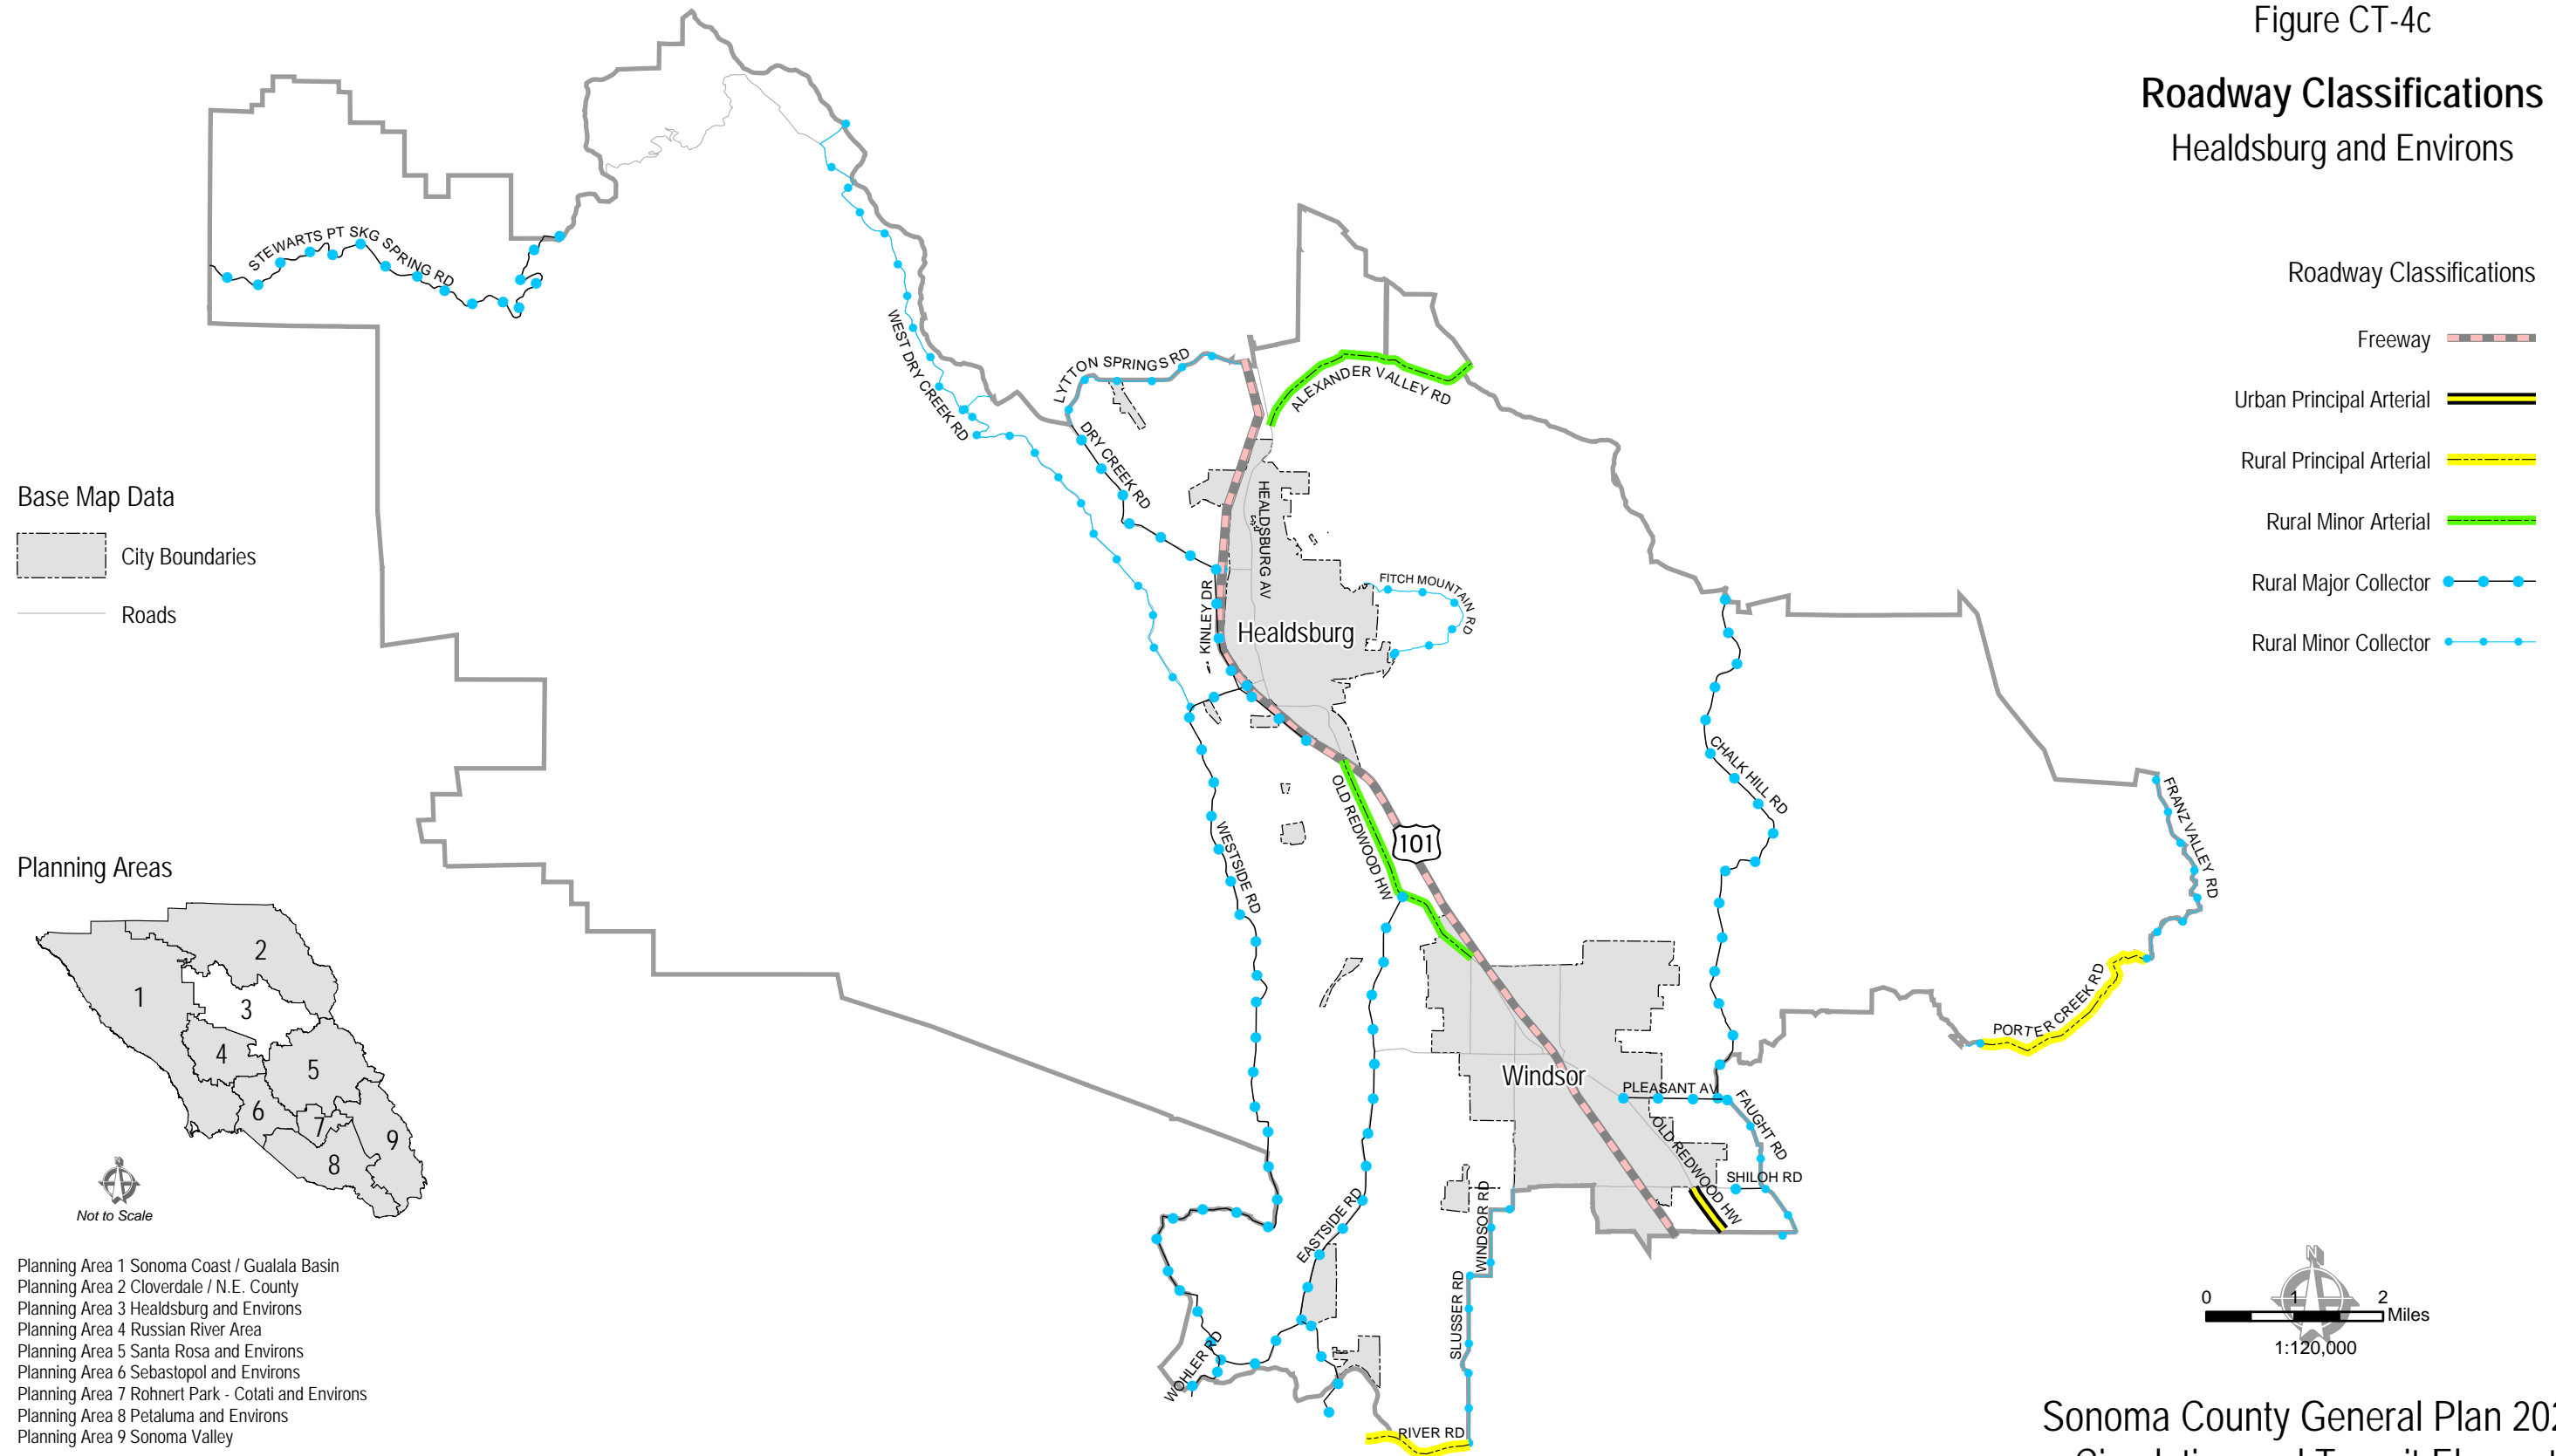 Figure CT-4c
Roadway Classifications
Healdsburg and Environs
Roadway Classifications
Freeway
Urban Principal Arterial
Rural Principal Arterial
Rural Minor Arterial
Rural Major Collector
Rural Minor Collector
Base Map Data
City Boundaries
Roads
Planning Areas
1
2
3
4
5
6
7
8
9
Not to Scale
Planning Area 1 Sonoma Coast / Gualala Basin
Planning Area 2 Cloverdale / N.E. County
Planning Area 3 Healdsburg and Environs
Planning Area 4 Russian River Area
Planning Area 5 Santa Rosa and Environs
Planning Area 6 Sebastopol and Environs
Planning Area 7 Rohnert Park - Cotati and Environs
Planning Area 8 Petaluma and Environs
Planning Area 9 Sonoma Valley
STEWARTS PT SKG SPRING RD
WEST DRY CREEK RD
LYTTON SPRINGS RD
DRY CREEK RD
ALEXANDER VALLEY RD
HEALDSBURG AV
KINLEY DR
Healdsburg
FITCH MOUNTAIN RD
OLD REDWOOD HW
101
WESTSIDE RD
CHALK HILL RD
FRANZ VALLEY RD
PORTER CREEK RD
Windsor
PLEASANT AV
FAUGHT RD
OLD REDWOOD HW
SHILOH RD
EASTSIDE RD
WINDSOR RD
SLUSSER RD
WOHLER RD
RIVER RD
N
0 1 2
Miles
1:120,000
Sonoma County General Plan